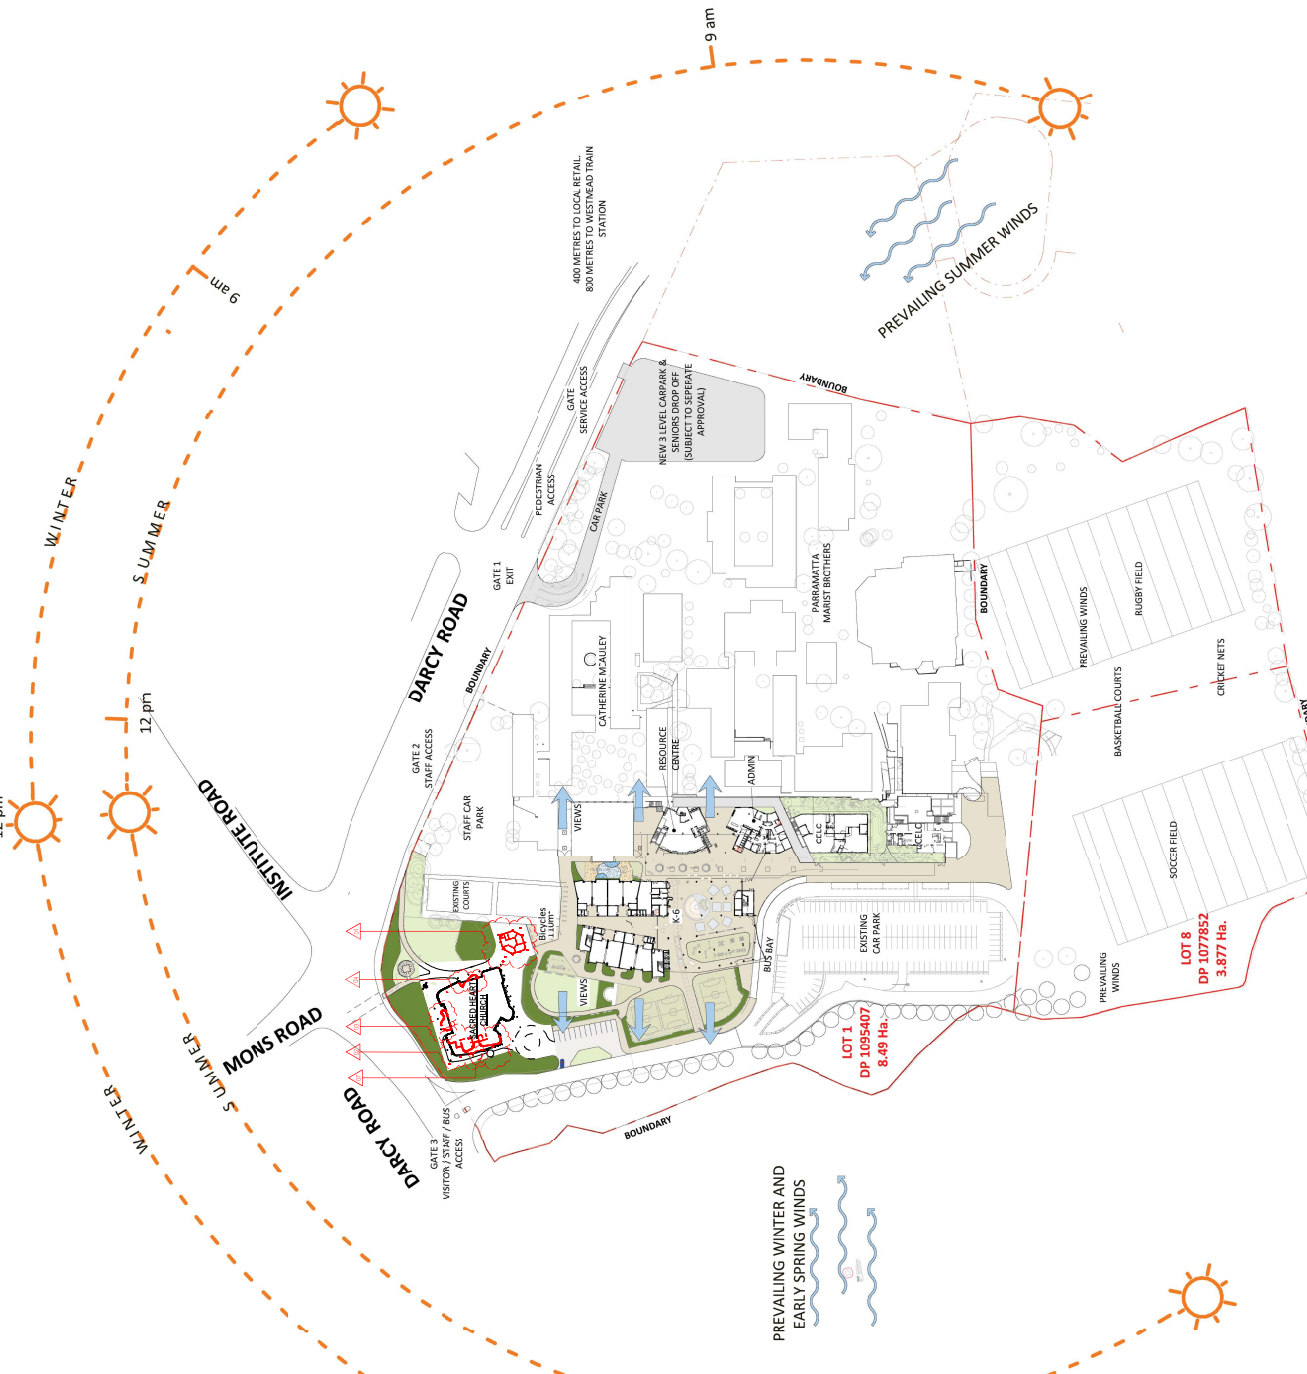 9 am
9 am
WINTER
SUMMER
12 pm
12 pm
400 METRES TO LOCAL RETAIL.
800 METRES TO WESTMEAD TRAIN
STATION
PREVAILING SUMMER WINDS
GATE
SERVICE ACCESS
NEW 3 LEVEL CARPARK &
SENIORS DROP OFF
(SUBJECT TO SEPERATE
APPROVAL)
BOUNDARY
PEDESTRIAN
ACCESS
CAR PARK
GATE 1
EXIT
DARCY ROAD
BOUNDARY
PARRAMATTA
MARIST BROTHERS
BOUNDARY
PREVAILING WINDS
RUGBY FIELD
CATHERINE MCAULEY
CRICKET NETS
BASKETBALL COURTS
GATE 2
STAFF ACCESS
RESOURCE
CENTRE
ADMIN
INSTITUTE ROAD
STAFF CAR
PARK
VIEWS
CELC
CELC
SOCCER FIELD
EXISTING
COURTS
Bicycles
K-6
EXISTING
CAR PARK
BUS BAY
LOT 8
DP 1077852
3.877 Ha.
PREVAILING
WINDS
SACRED HEART
CHURCH
VIEWS
MONS ROAD
LOT 1
DP 1095407
8.49 Ha.
SUMMER
WINTER
DARCY ROAD
GATE 3
VISITOR / STAFF / BUS
ACCESS
BOUNDARY
PREVAILING WINTER AND
EARLY SPRING WINDS